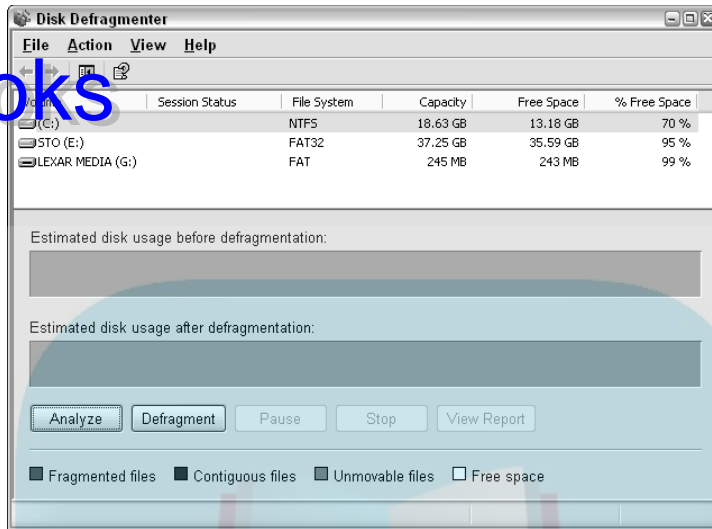 Disk Defragmenter
File Action View Help
oks
Session Status File System Capacity Free Space % Free Space
(C:) NTFS 18.63 GB 13.18 GB 70 %
STO (E:) FAT32 37.25 GB 35.59 GB 95 %
LEXAR MEDIA (G:) FAT 245 MB 243 MB 99 %
Estimated disk usage before defragmentation:
Estimated disk usage after defragmentation:
Analyze Defragment Pause Stop View Report
Fragmented files Contiguous files Unmovable files Free space